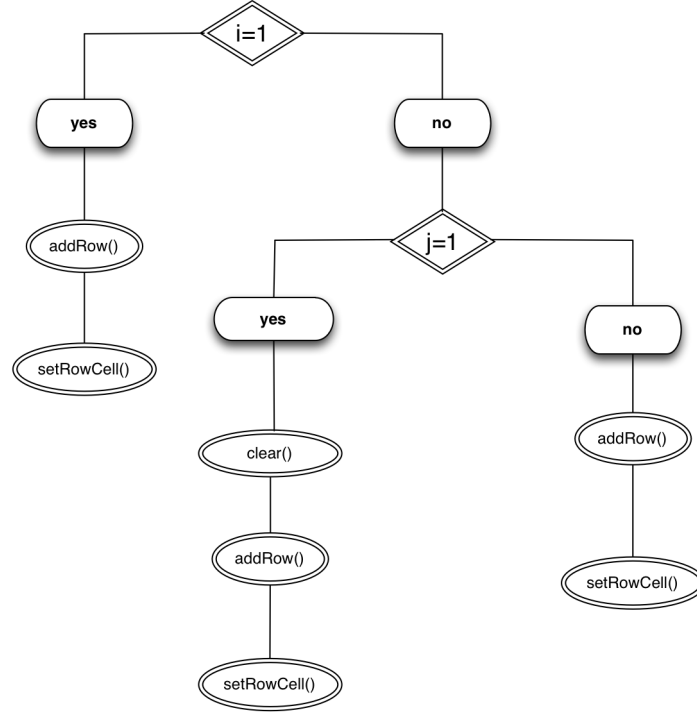 i=1
yes
no
addRow()
j=1
setRowCell()
yes
no
clear()
addRow()
addRow()
setRowCell()
setRowCell()